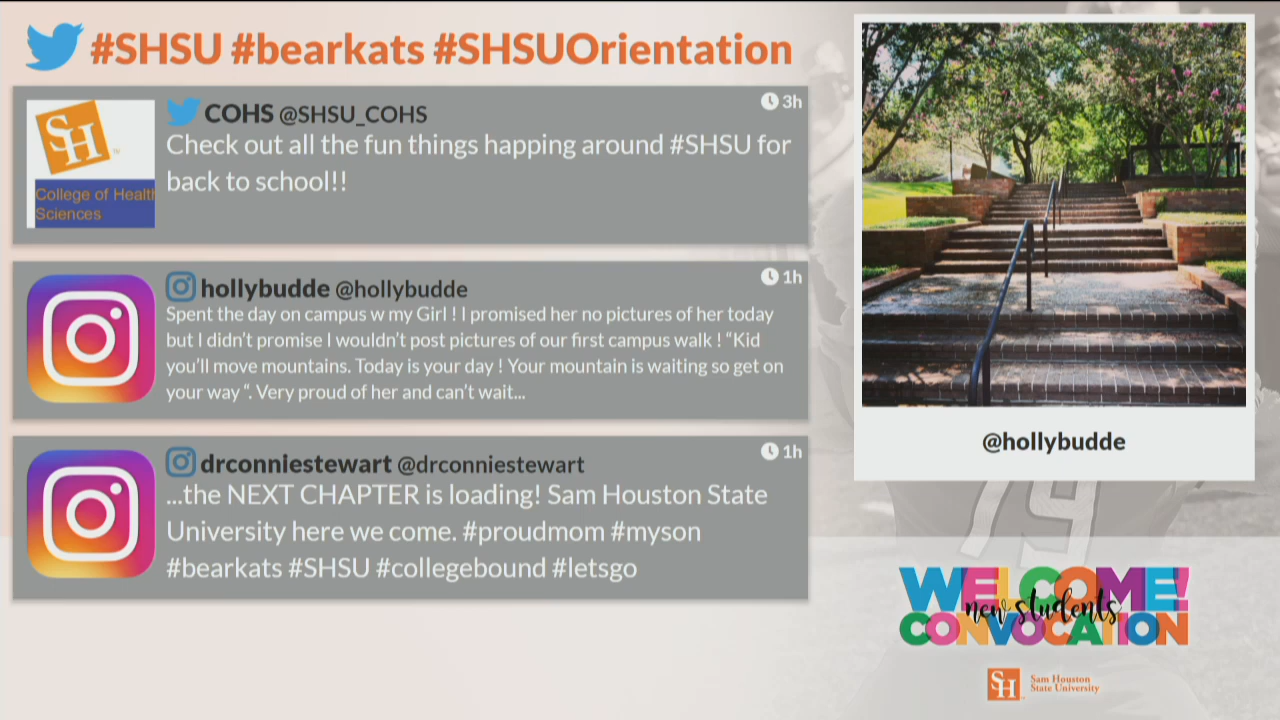 #SHSU #bearkats #SHSUOrientation
SH
College of Health
Sciences
COHS @SHSU_COHS
3h
Check out all the fun things happing around #SHSU for
back to school!!
hollybudde @hollybudde
1h
Spent the day on campus w my Girl ! I promised her no pictures of her today
but I didn't promise I wouldn't post pictures of our first campus walk ! “Kid
you'll move mountains. Today is your day ! Your mountain is waiting so get on
your way “. Very proud of her and can't wait...
drconniestewart @drconniestewart
1h
...the NEXT CHAPTER is loading! Sam Houston State
University here we come. #proudmom #myson
#bearkats #SHSU #collegebound #letsgo
@hollybudde
79
WELCOME!
new students
CONVOCATION
SH
Sam Houston
State University